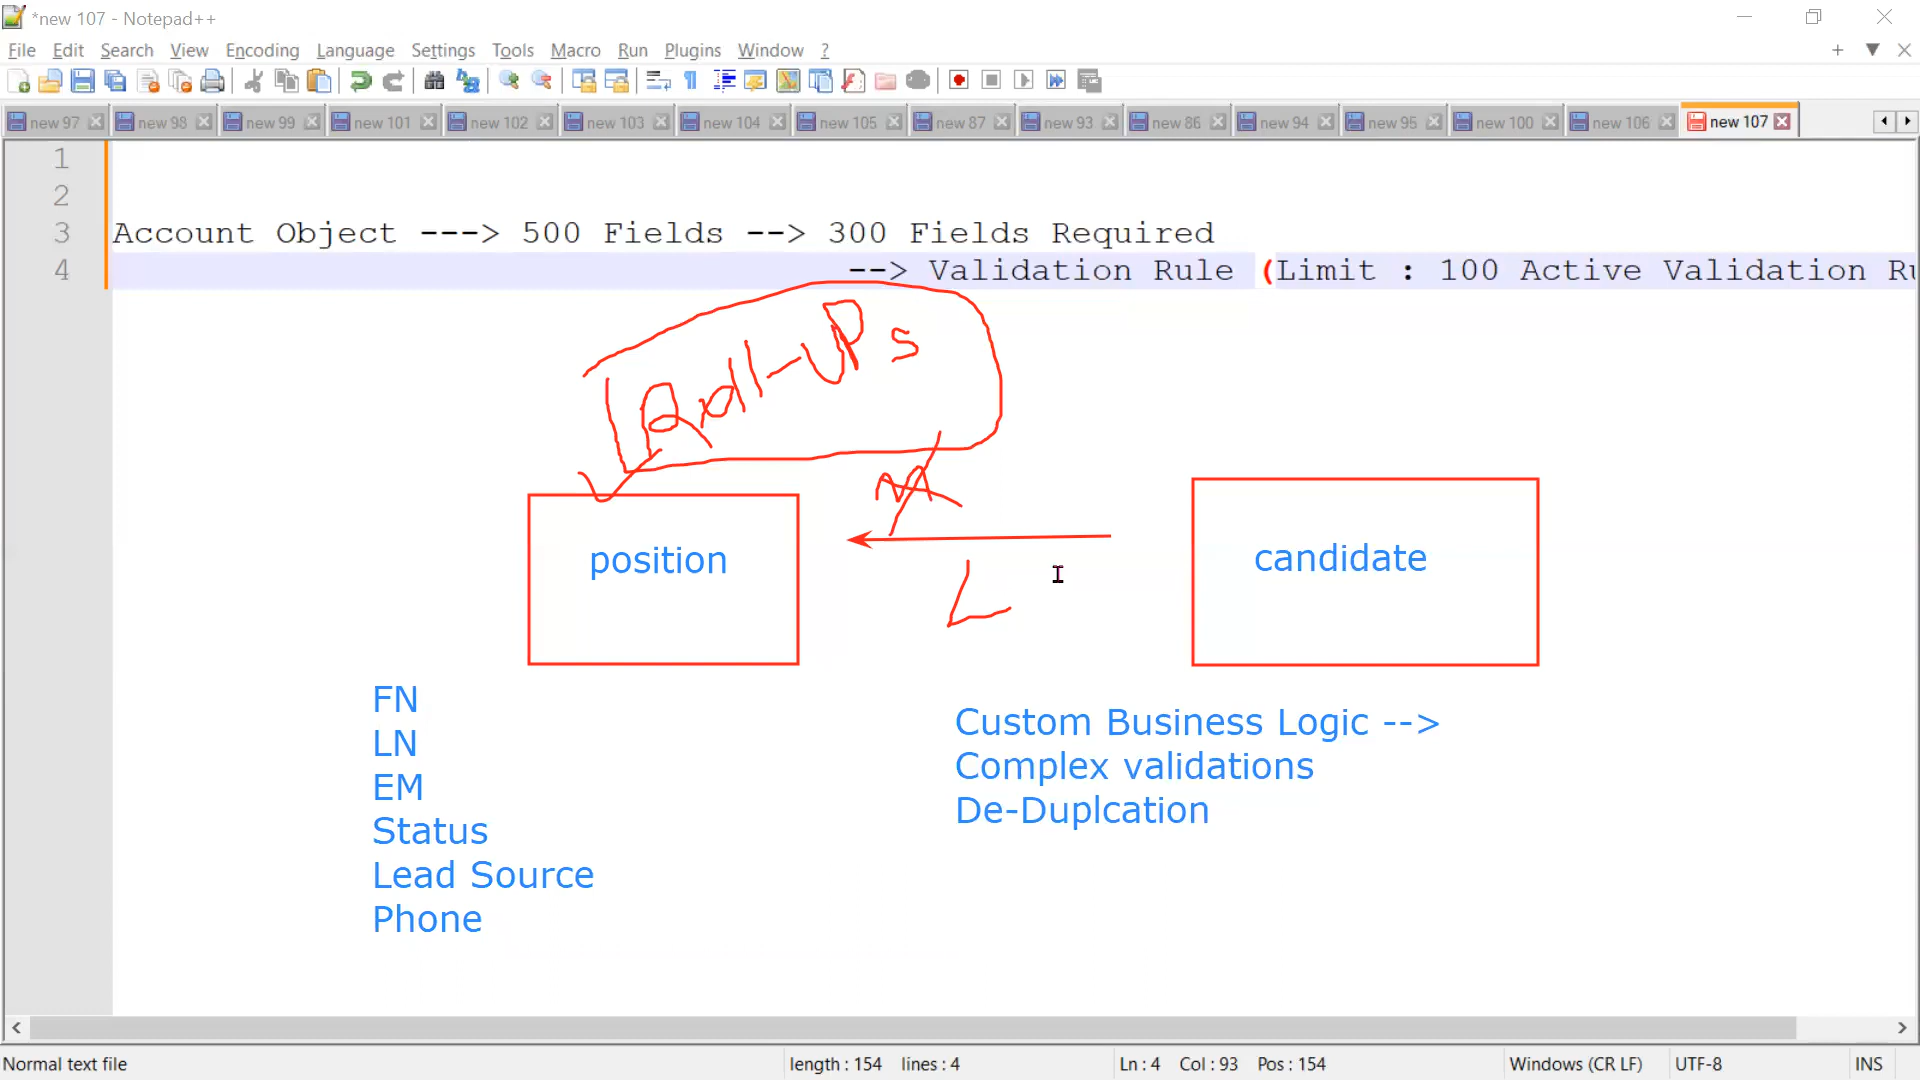 *new 107 - Notepad++
File Edit Search View Encoding Language Settings Tools Macro Run Plugins Window ?
new 97 new 98 new 99 new 101 new 102 new 103 new 104 new 105 new 87 new 93 new 86 new 94 new 95 new 100 new 106 new 107
1
2
3 Account Object ---> 500 Fields --> 300 Fields Required
4 --> Validation Rule (Limit : 100 Active Validation Ru
Roll-UPs
M
position
candidate
L
FN
LN
EM
Status
Lead Source
Phone
Custom Business Logic -->
Complex validations
De-Duplcation
Normal text file length : 154 lines : 4 Ln : 4 Col : 93 Pos : 154 Windows (CR LF) UTF-8 INS